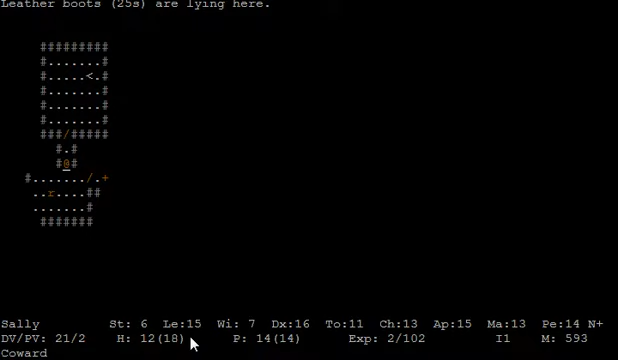 Leather boots (25s) are lying here.
#########
#.......#
#.....<.#
#.......#
#.......#
#.......#
###/#####
#.#
#@#
#......./.+
..r....##
.......#
#######
Sally St: 6 Le:15 Wi: 7 Dx:16 To:11 Ch:13 Ap:15 Ma:13 Pe:14 N+
DV/PV: 21/2 H: 12(18) P: 14(14) Exp: 2/102 I1 M: 593
Coward